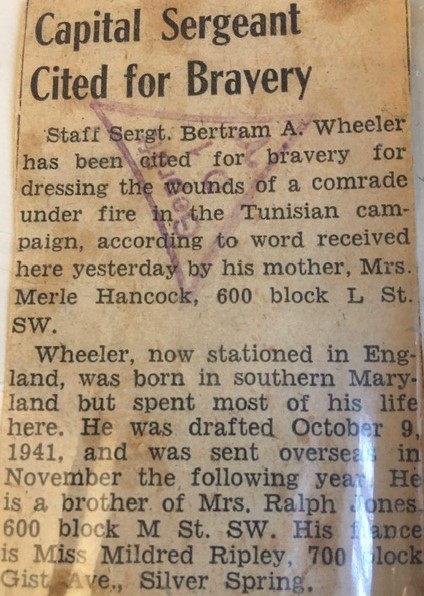 Capital Sergeant
Cited for Bravery
Staff Sergt. Bertram A. Wheeler
has been cited for bravery for
dressing the wounds of a comrade
under fire in the Tunisian cam-
paign, according to word received
here yesterday by his mother, Mrs.
Merle Hancock, 600 block L St.
SW.
Wheeler, now stationed in Eng-
land, was born in southern Mary-
land but spent most of his life
here. He was drafted October 9,
1941, and was sent overseas in
November the following year. He
is a brother of Mrs. Ralph Jones.
600 block M St. SW. His fiance
is Miss Mildred Ripley, 700 block
Gist Ave., Silver Spring.